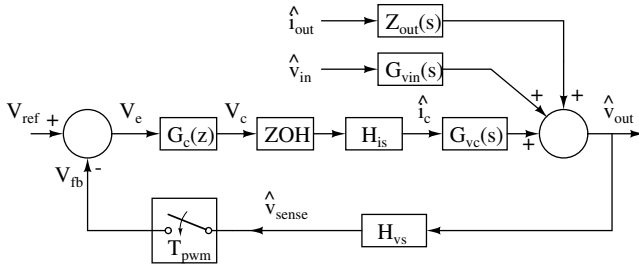 î_out
Z_out(s)
v̂_in
G_vin(s)
+
+
V_ref
+
V_e
G_c(z)
V_c
ZOH
H_is
î_c
G_vc(s)
+
v̂_out
V_fb
-
v̂_sense
T_pwm
H_vs